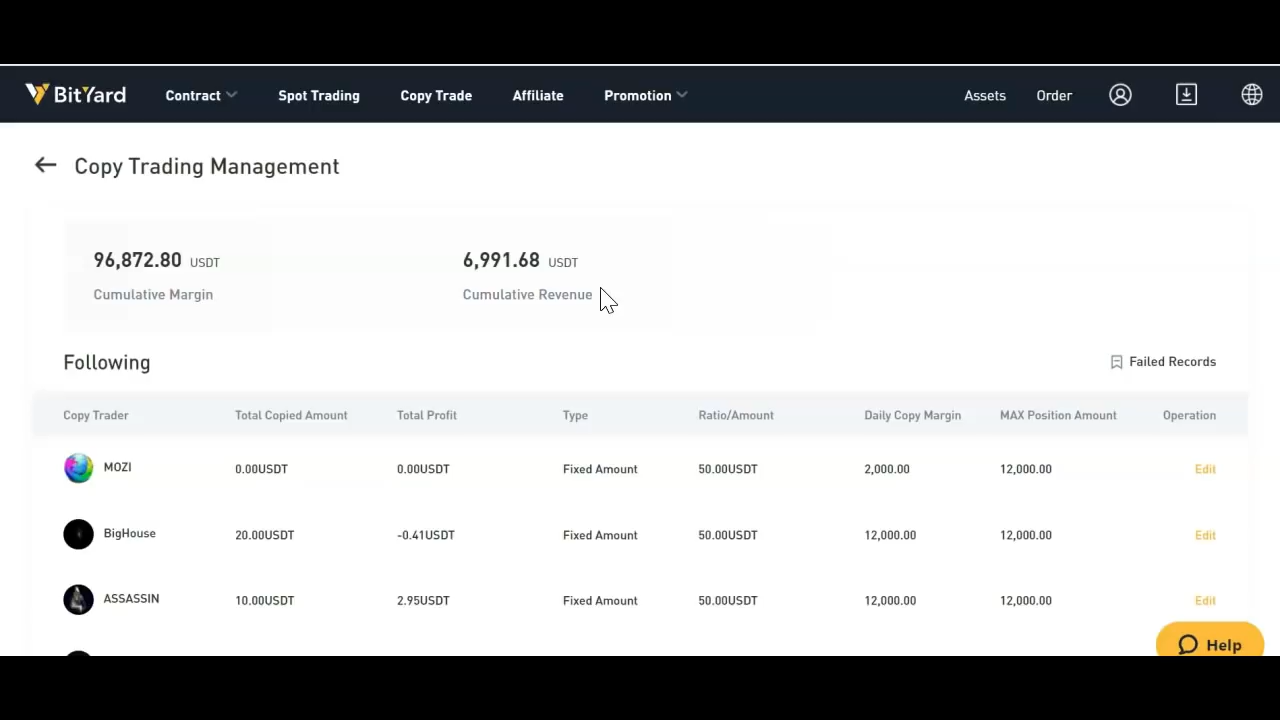 BitYard Contract Spot Trading Copy Trade Affiliate Promotion Assets Order
Copy Trading Management
96,872.80 USDT 6,991.68 USDT
Cumulative Margin Cumulative Revenue
Following Failed Records
Copy Trader Total Copied Amount Total Profit Type Ratio/Amount Daily Copy Margin MAX Position Amount Operation
MOZI 0.00USDT 0.00USDT Fixed Amount 50.00USDT 2,000.00 12,000.00 Edit
BigHouse 20.00USDT -0.41USDT Fixed Amount 50.00USDT 12,000.00 12,000.00 Edit
ASSASSIN 10.00USDT 2.95USDT Fixed Amount 50.00USDT 12,000.00 12,000.00 Edit
Help